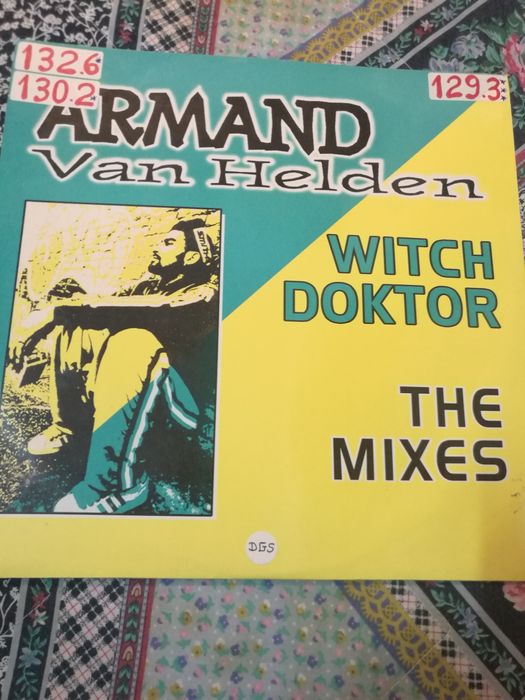 132.6
130.2
129.3
ARMAND
Van Helden
WITCH
DOKTOR
THE
MIXES
DGS